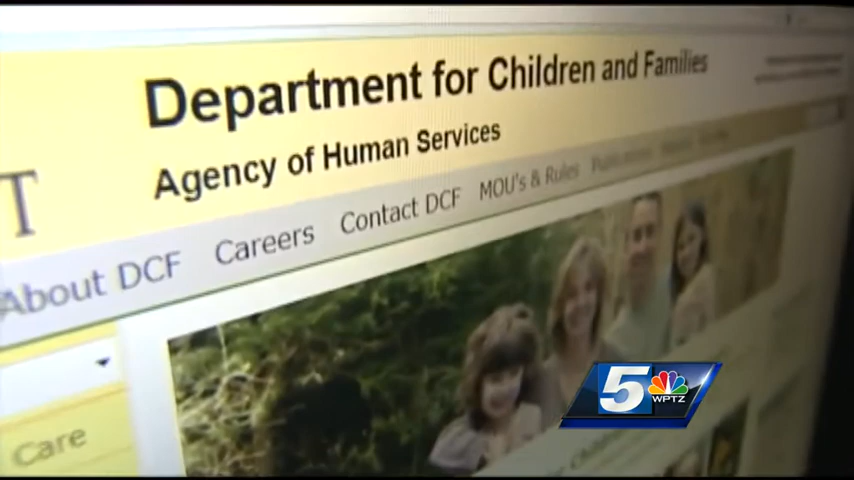 Department for Children and Families
Agency of Human Services
T
About DCF Careers Contact DCF MOU's & Rules
Care
5 WPTZ